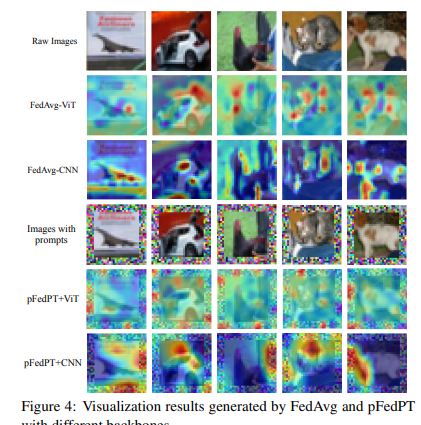 Raw Images
FedAvg-ViT
FedAvg-CNN
Images with
prompts
pFedPT+ViT
pFedPT+CNN
Figure 4: Visualization results generated by FedAvg and pFedPT
with different backbones.